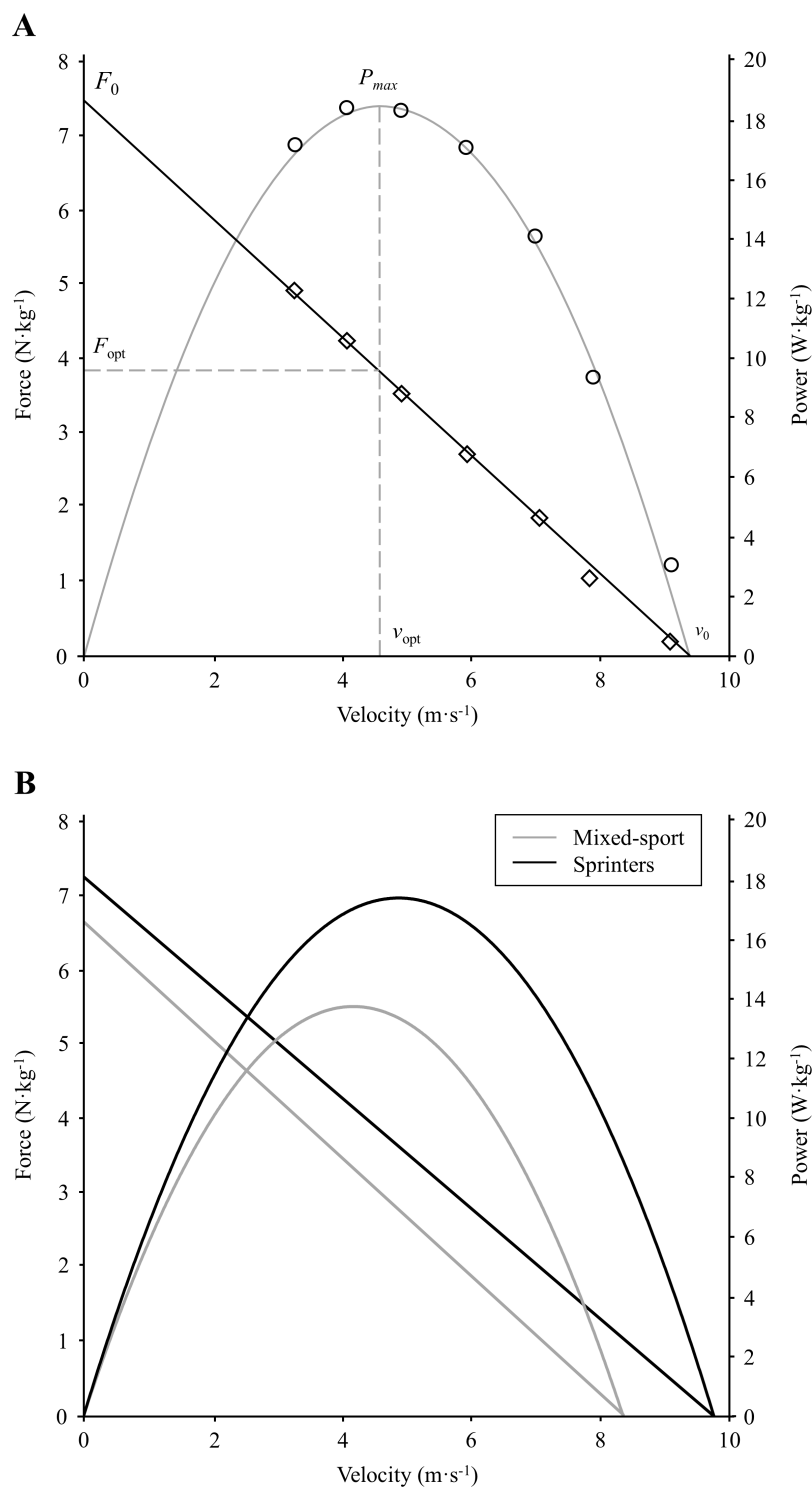 A
F₀
P_max
8
7
6
5
4
3
2
1
0
Force (N·kg⁻¹)
F_opt
v_opt
v₀
20
18
16
14
12
10
8
6
4
2
0
Power (W·kg⁻¹)
0 2 4 6 8 10
Velocity (m·s⁻¹)
B
Mixed-sport
Sprinters
8
7
6
5
4
3
2
1
0
Force (N·kg⁻¹)
20
18
16
14
12
10
8
6
4
2
0
Power (W·kg⁻¹)
0 2 4 6 8 10
Velocity (m·s⁻¹)